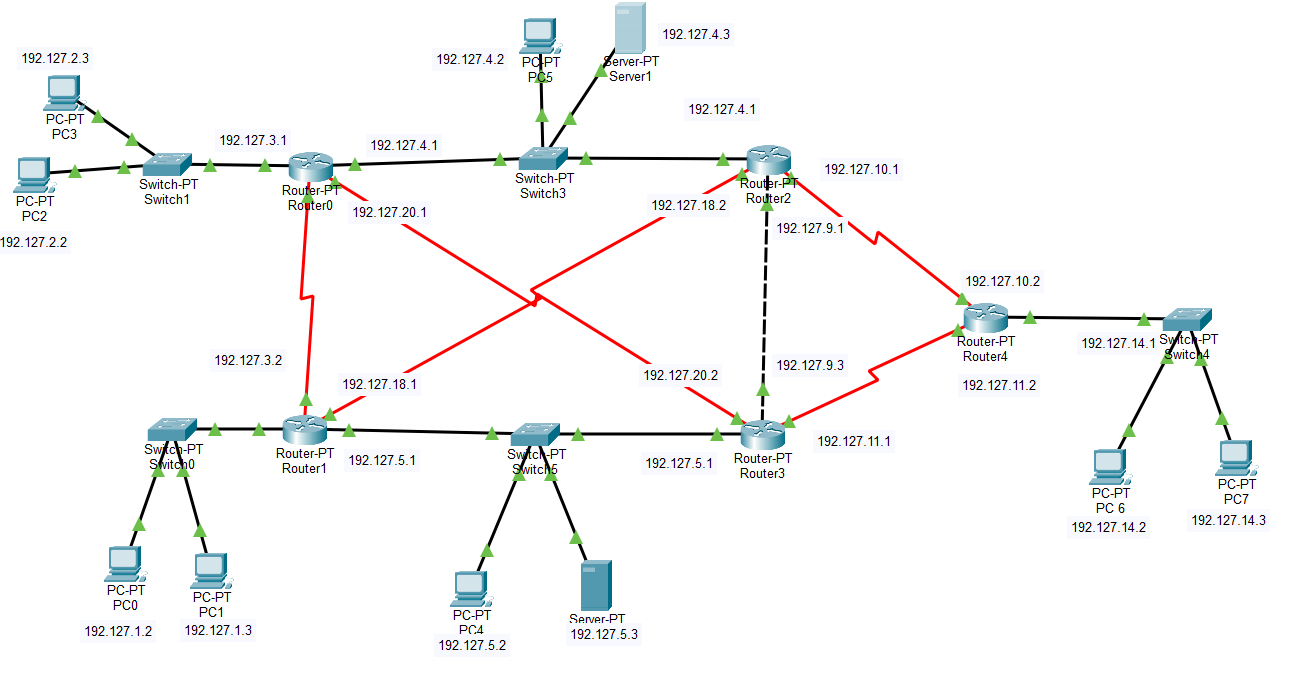 192.127.2.3
PC-PT
PC3
PC-PT
PC2
192.127.2.2
Switch-PT
Switch1
192.127.3.1
Router-PT
Router0
192.127.4.1
192.127.20.1
192.127.4.2
PC-PT
PC5
Server-PT
Server1
192.127.4.3
Switch-PT
Switch3
192.127.4.1
Router-PT
Router2
192.127.10.1
192.127.18.2
192.127.9.1
192.127.10.2
Router-PT
Router4
192.127.11.2
192.127.14.1
Switch-PT
Switch4
PC-PT
PC 6
192.127.14.2
PC-PT
PC7
192.127.14.3
192.127.3.2
192.127.18.1
Switch-PT
Switch0
Router-PT
Router1
192.127.5.1
Switch-PT
Switch5
192.127.20.2
192.127.9.3
192.127.5.1
Router-PT
Router3
192.127.11.1
PC-PT
PC0
192.127.1.2
PC-PT
PC1
192.127.1.3
PC-PT
PC4
192.127.5.2
Server-PT
192.127.5.3